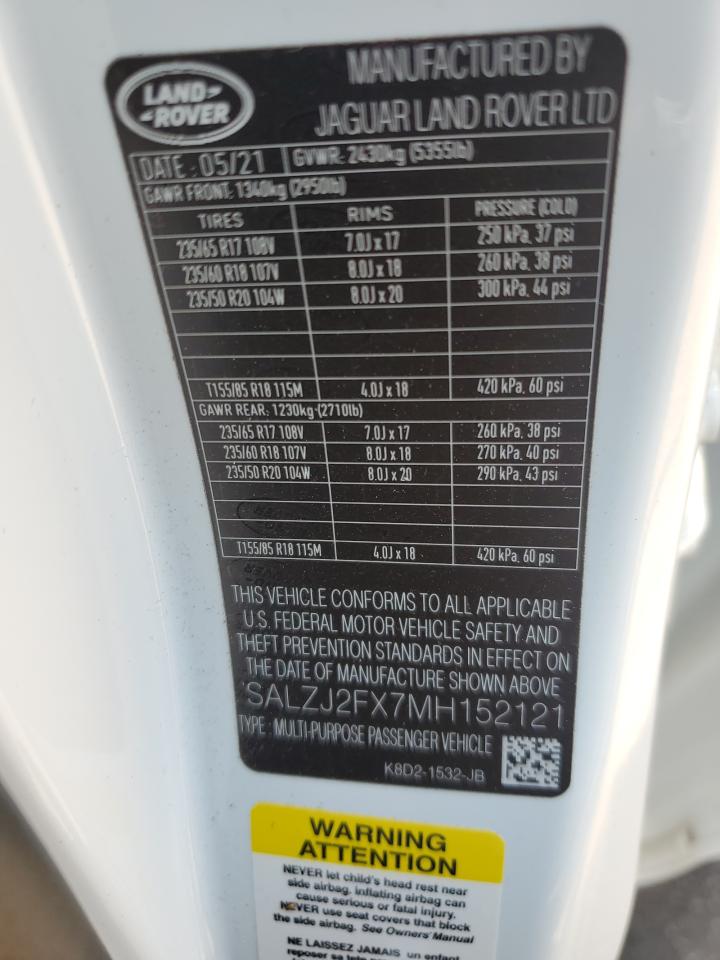 LAND-
-ROVER
MANUFACTURED BY
JAGUAR LAND ROVER LTD
DATE : 05/21 GVWR: 2430kg (5355lb)
GAWR FRONT: 1340kg (2950lb)
TIRES RIMS PRESSURE (COLD)
235/65 R17 108V 7.0J x 17 250 kPa, 37 psi
235/60 R18 107V 8.0J x 18 260 kPa, 38 psi
235/50 R20 104W 8.0J x 20 300 kPa, 44 psi
T155/85 R18 115M 4.0J x 18 420 kPa, 60 psi
GAWR REAR: 1230kg (2710lb)
235/65 R17 108V 7.0J x 17 260 kPa, 38 psi
235/60 R18 107V 8.0J x 18 270 kPa, 40 psi
235/50 R20 104W 8.0J x 20 290 kPa, 43 psi
T155/85 R18 115M 4.0J x 18 420 kPa, 60 psi
THIS VEHICLE CONFORMS TO ALL APPLICABLE
U.S. FEDERAL MOTOR VEHICLE SAFETY AND
THEFT PREVENTION STANDARDS IN EFFECT ON
THE DATE OF MANUFACTURE SHOWN ABOVE
SALZJ2FX7MH152121
TYPE : MULTI-PURPOSE PASSENGER VEHICLE
K8D2-1532-JB
WARNING
ATTENTION
NEVER let child's head rest near
side airbag, inflating airbag can
cause serious or fatal injury.
NEVER use seat covers that block
the side airbag. See Owners' Manual
NE LAISSEZ JAMAIS un enfant
reposer sa tete